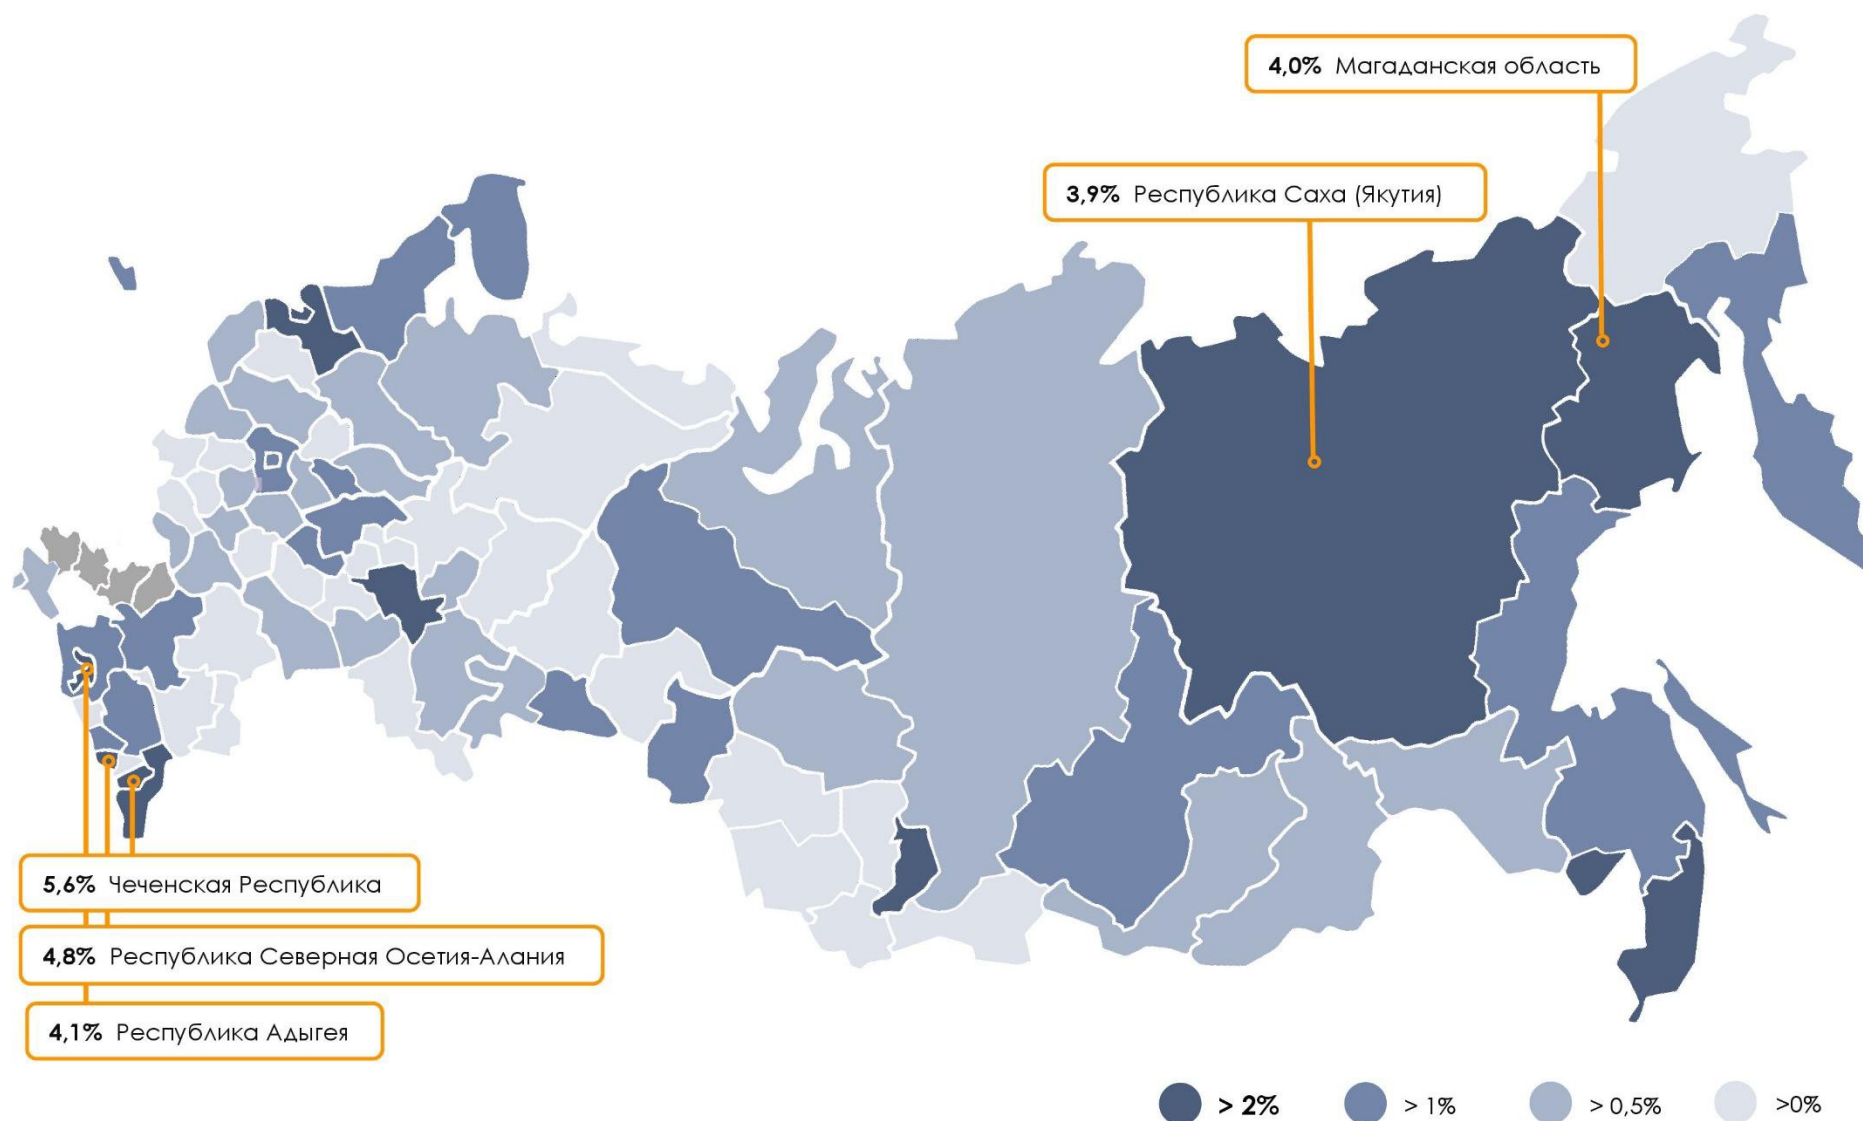 4,0% Магаданская область
3,9% Республика Саха (Якутия)
5,6% Чеченская Республика
4,8% Республика Северная Осетия-Алания
4,1% Республика Адыгея
> 2%
> 1%
> 0,5%
>0%